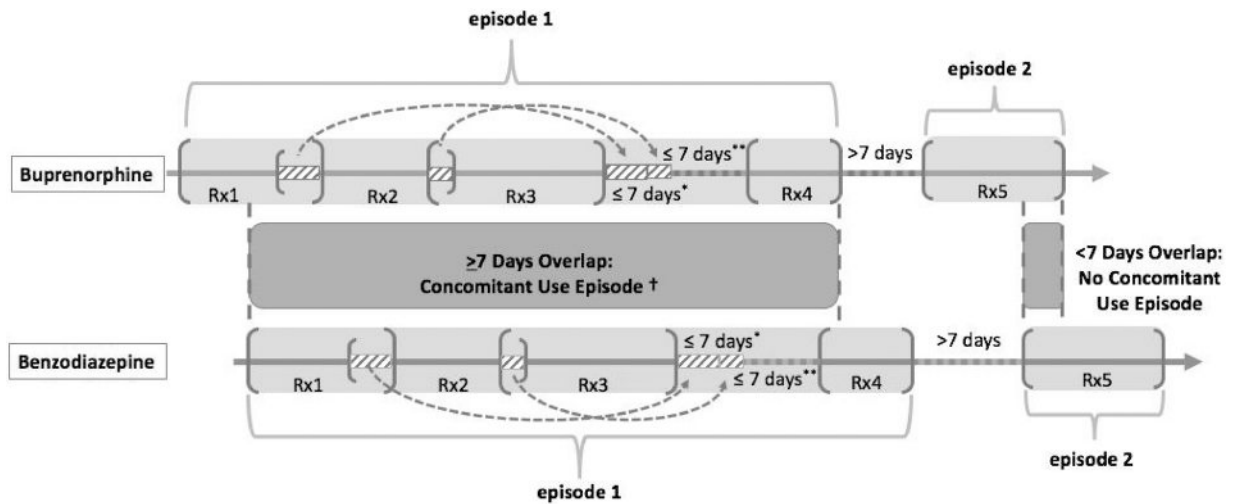 episode 1
episode 2
≤ 7 days**
>7 days
Buprenorphine
Rx1
Rx2
Rx3
≤ 7 days*
Rx4
Rx5
≥7 Days Overlap:
Concomitant Use Episode †
<7 Days Overlap:
No Concomitant
Use Episode
≤ 7 days*
>7 days
Benzodiazepine
Rx1
Rx2
Rx3
≤ 7 days**
Rx4
Rx5
episode 2
episode 1